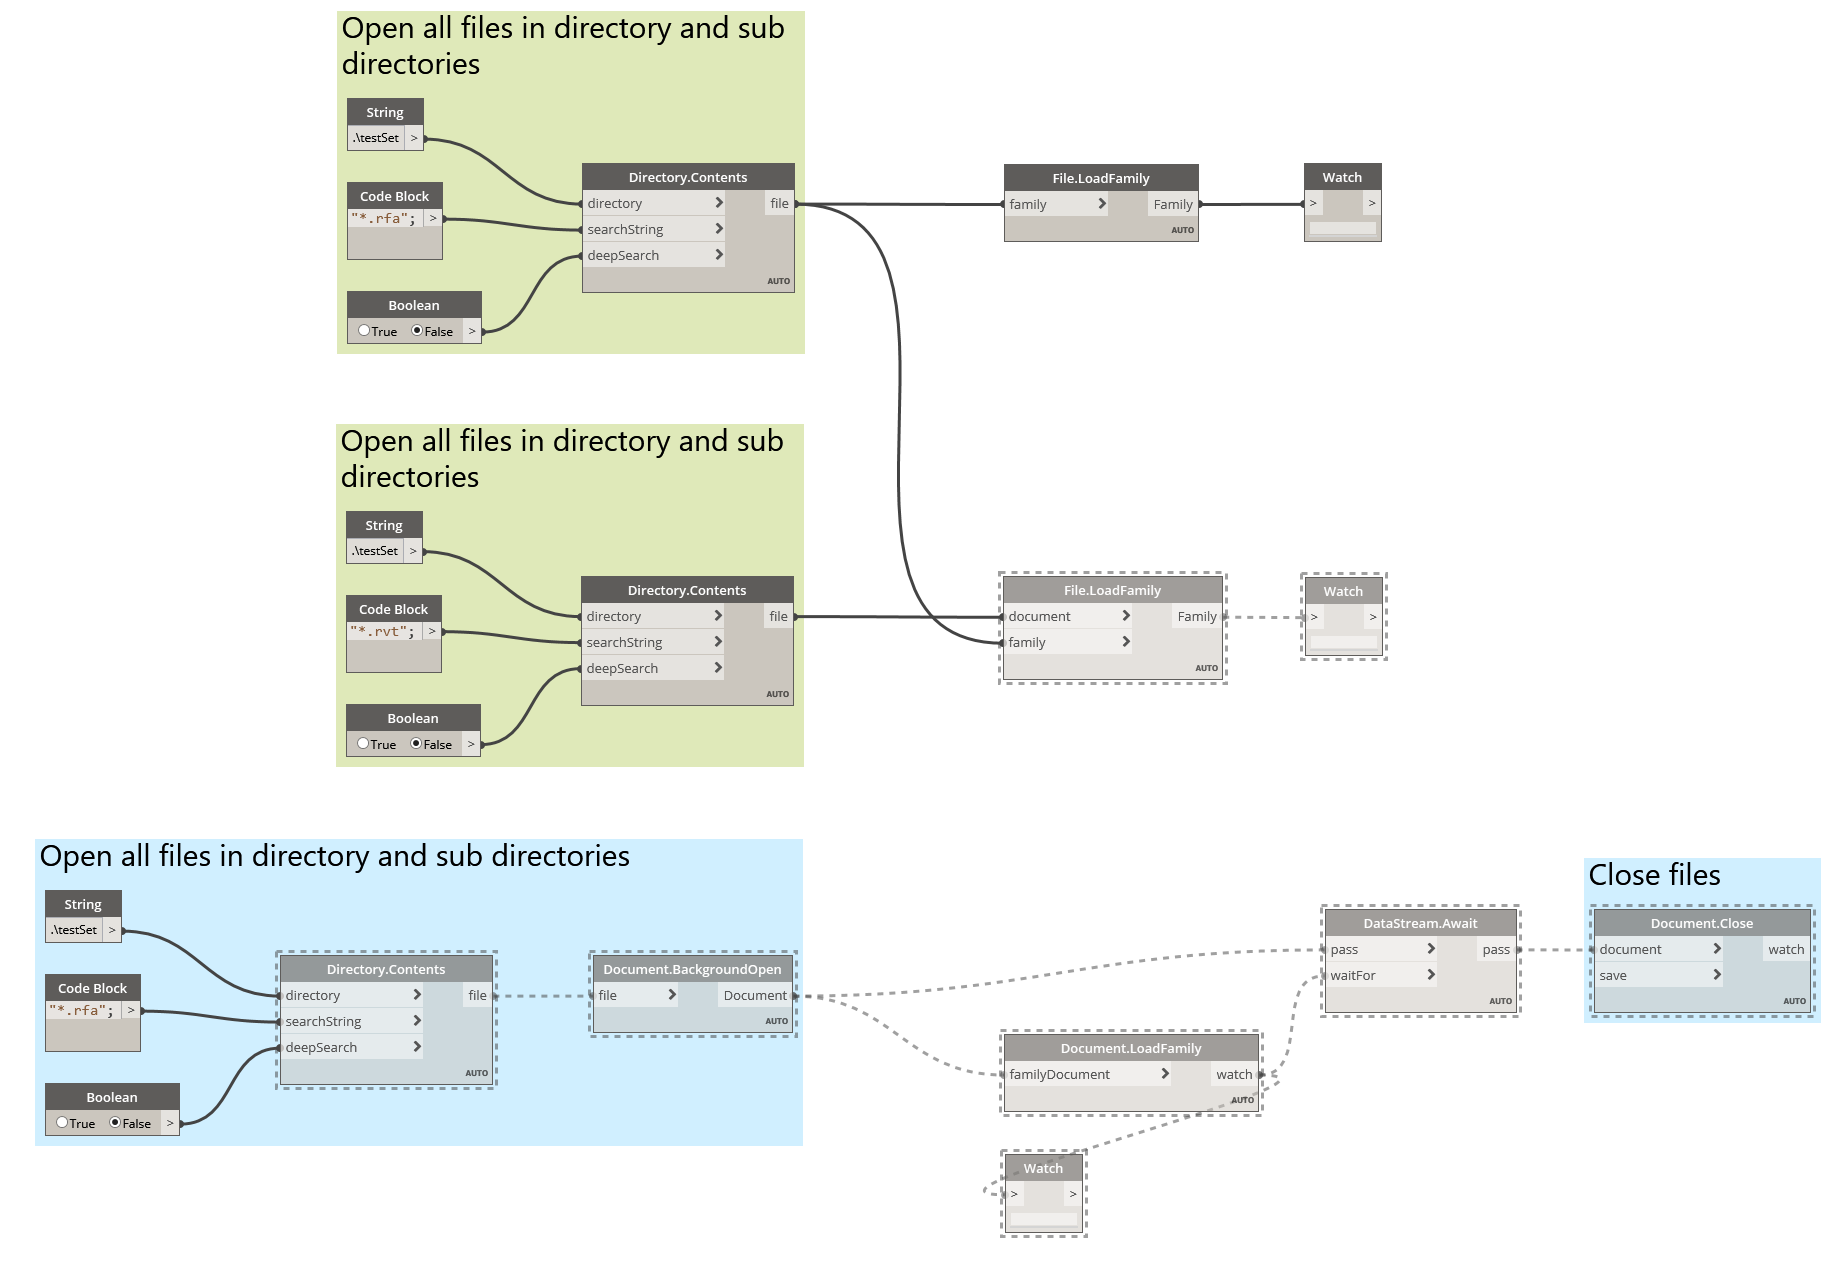 Open all files in directory and sub
directories
String
.\testSet >
Code Block
"*.rfa"; >
Boolean
True False >
Directory.Contents
directory > file
searchString >
deepSearch >
AUTO
File.LoadFamily
family > Family
AUTO
Watch
> >
Open all files in directory and sub
directories
String
.\testSet >
Code Block
"*.rvt"; >
Boolean
True False >
Directory.Contents
directory > file
searchString >
deepSearch >
AUTO
File.LoadFamily
document > Family
family >
AUTO
Watch
> >
Open all files in directory and sub directories
String
.\testSet >
Code Block
"*.rfa"; >
Boolean
True False >
Directory.Contents
directory > file
searchString >
deepSearch >
AUTO
Document.BackgroundOpen
file > Document
AUTO
Document.LoadFamily
familyDocument > watch
AUTO
Watch
> >
DataStream.Await
pass > pass
waitFor >
AUTO
Close files
Document.Close
document > watch
save >
AUTO